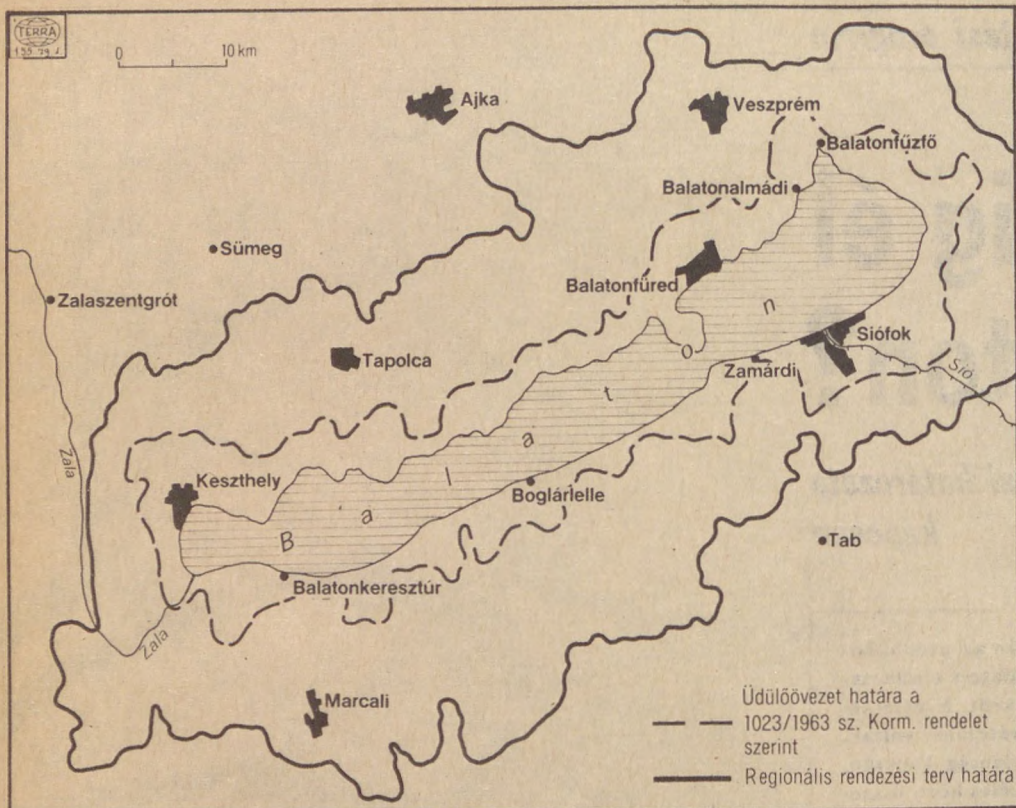 TERRA
0 10 km
Ajka
Veszprém
Balatonfűzfő
Balatonalmádi
Sümeg
Zalaszentgrót
Balatonfüred
Siófok
Tapolca
Zamárdi
Sió
Keszthely
Zala
Boglárlelle
Balaton
Tab
Balatonkeresztúr
Zala
Marcali
Üdülőövezet határa a
1023/1963 sz. Korm. rendelet
szerint
Regionális rendezési terv határa